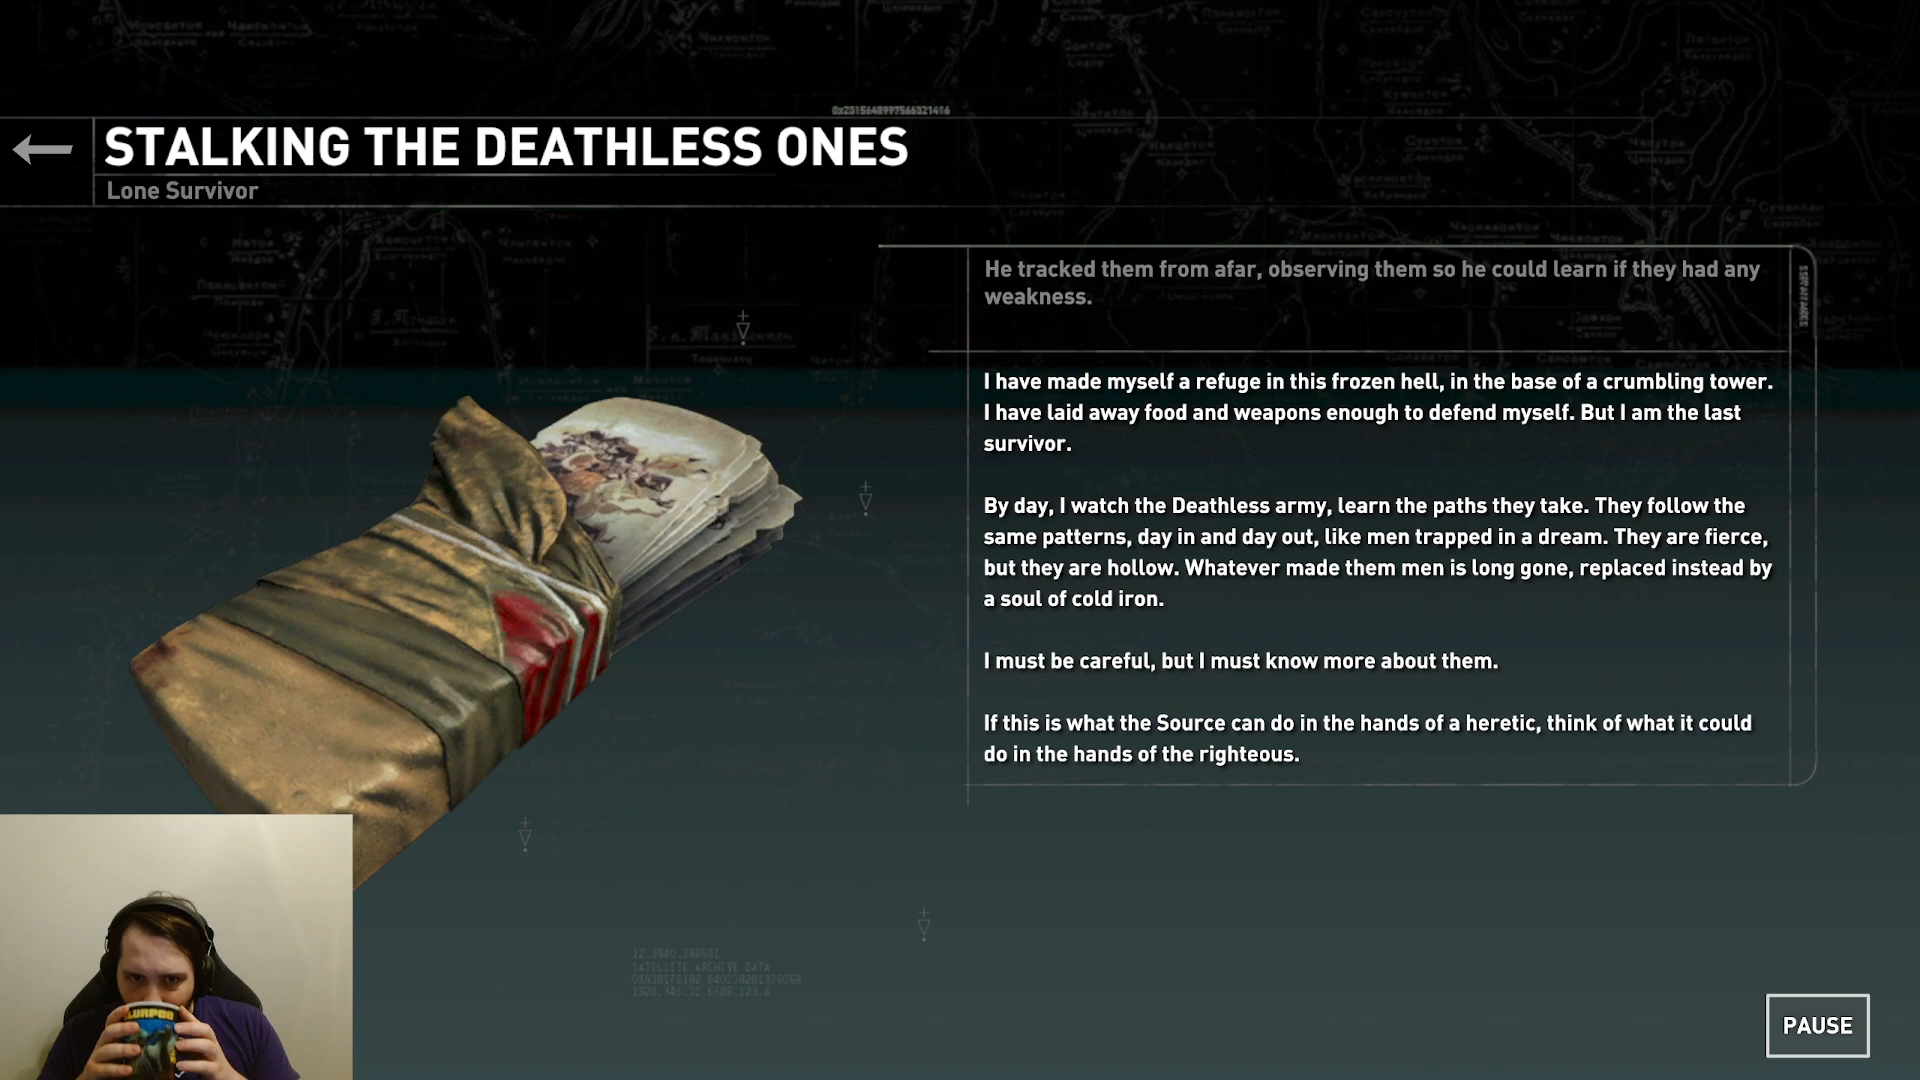 0x2315648997566321416
STALKING THE DEATHLESS ONES
Lone Survivor
He tracked them from afar, observing them so he could learn if they had any
weakness.
I have made myself a refuge in this frozen hell, in the base of a crumbling tower.
I have laid away food and weapons enough to defend myself. But I am the last
survivor.
By day, I watch the Deathless army, learn the paths they take. They follow the
same patterns, day in and day out, like men trapped in a dream. They are fierce,
but they are hollow. Whatever made them men is long gone, replaced instead by
a soul of cold iron.
I must be careful, but I must know more about them.
If this is what the Source can do in the hands of a heretic, think of what it could
do in the hands of the righteous.
PAUSE